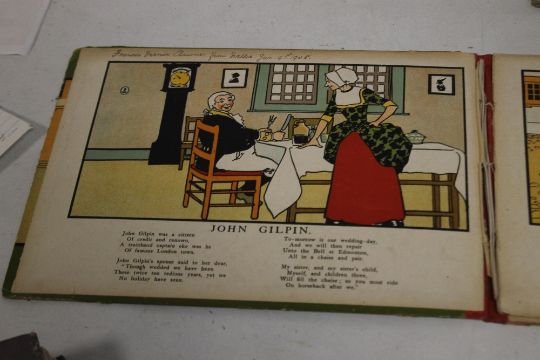 from Nellie Jan. 1908.
JOHN GILPIN.
John Gilpin was a citizen
Of credit and renown,
A trainband captain eke was he
Of famous London town.
John Gilpin's spouse said to her dear,
"Though wedded we have been
These twice ten tedious years, yet we
No holiday have seen.
To-morrow is our wedding-day,
And we will then repair
Unto the Bell at Edmonton,
All in a chaise and pair.
My sister, and my sister's child,
Myself, and children three,
Will fill the chaise; so you must ride
On horseback after we."